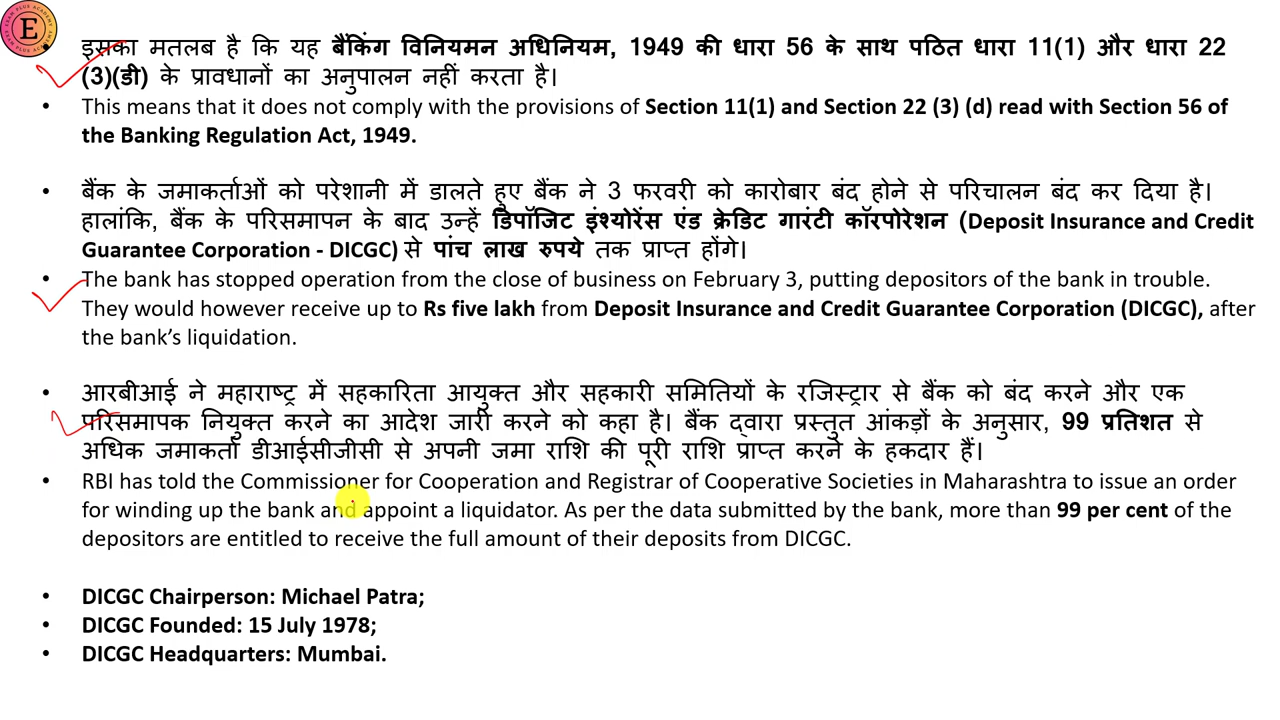 E
इसका मतलब है कि यह बैंकिंग विनियमन अधिनियम, 1949 की धारा 56 के साथ पठित धारा 11(1) और धारा 22
(3)(डी) के प्रावधानों का अनुपालन नहीं करता है।
• This means that it does not comply with the provisions of Section 11(1) and Section 22 (3) (d) read with Section 56 of
the Banking Regulation Act, 1949.
• बैंक के जमाकर्ताओं को परेशानी में डालते हुए बैंक ने 3 फरवरी को कारोबार बंद होने से परिचालन बंद कर दिया है।
हालांकि, बैंक के परिसमापन के बाद उन्हें डिपॉजिट इंश्योरेंस एंड क्रेडिट गारंटी कॉरपोरेशन (Deposit Insurance and Credit
Guarantee Corporation - DICGC) से पांच लाख रुपये तक प्राप्त होंगे।
• The bank has stopped operation from the close of business on February 3, putting depositors of the bank in trouble.
They would however receive up to Rs five lakh from Deposit Insurance and Credit Guarantee Corporation (DICGC), after
the bank’s liquidation.
• आरबीआई ने महाराष्ट्र में सहकारिता आयुक्त और सहकारी समितियों के रजिस्ट्रार से बैंक को बंद करने और एक
परिसमापक नियुक्त करने का आदेश जारी करने को कहा है। बैंक द्वारा प्रस्तुत आंकड़ों के अनुसार, 99 प्रतिशत से
अधिक जमाकर्ता डीआईसीजीसी से अपनी जमा राशि की पूरी राशि प्राप्त करने के हकदार हैं।
• RBI has told the Commissioner for Cooperation and Registrar of Cooperative Societies in Maharashtra to issue an order
for winding up the bank and appoint a liquidator. As per the data submitted by the bank, more than 99 per cent of the
depositors are entitled to receive the full amount of their deposits from DICGC.
• DICGC Chairperson: Michael Patra;
• DICGC Founded: 15 July 1978;
• DICGC Headquarters: Mumbai.